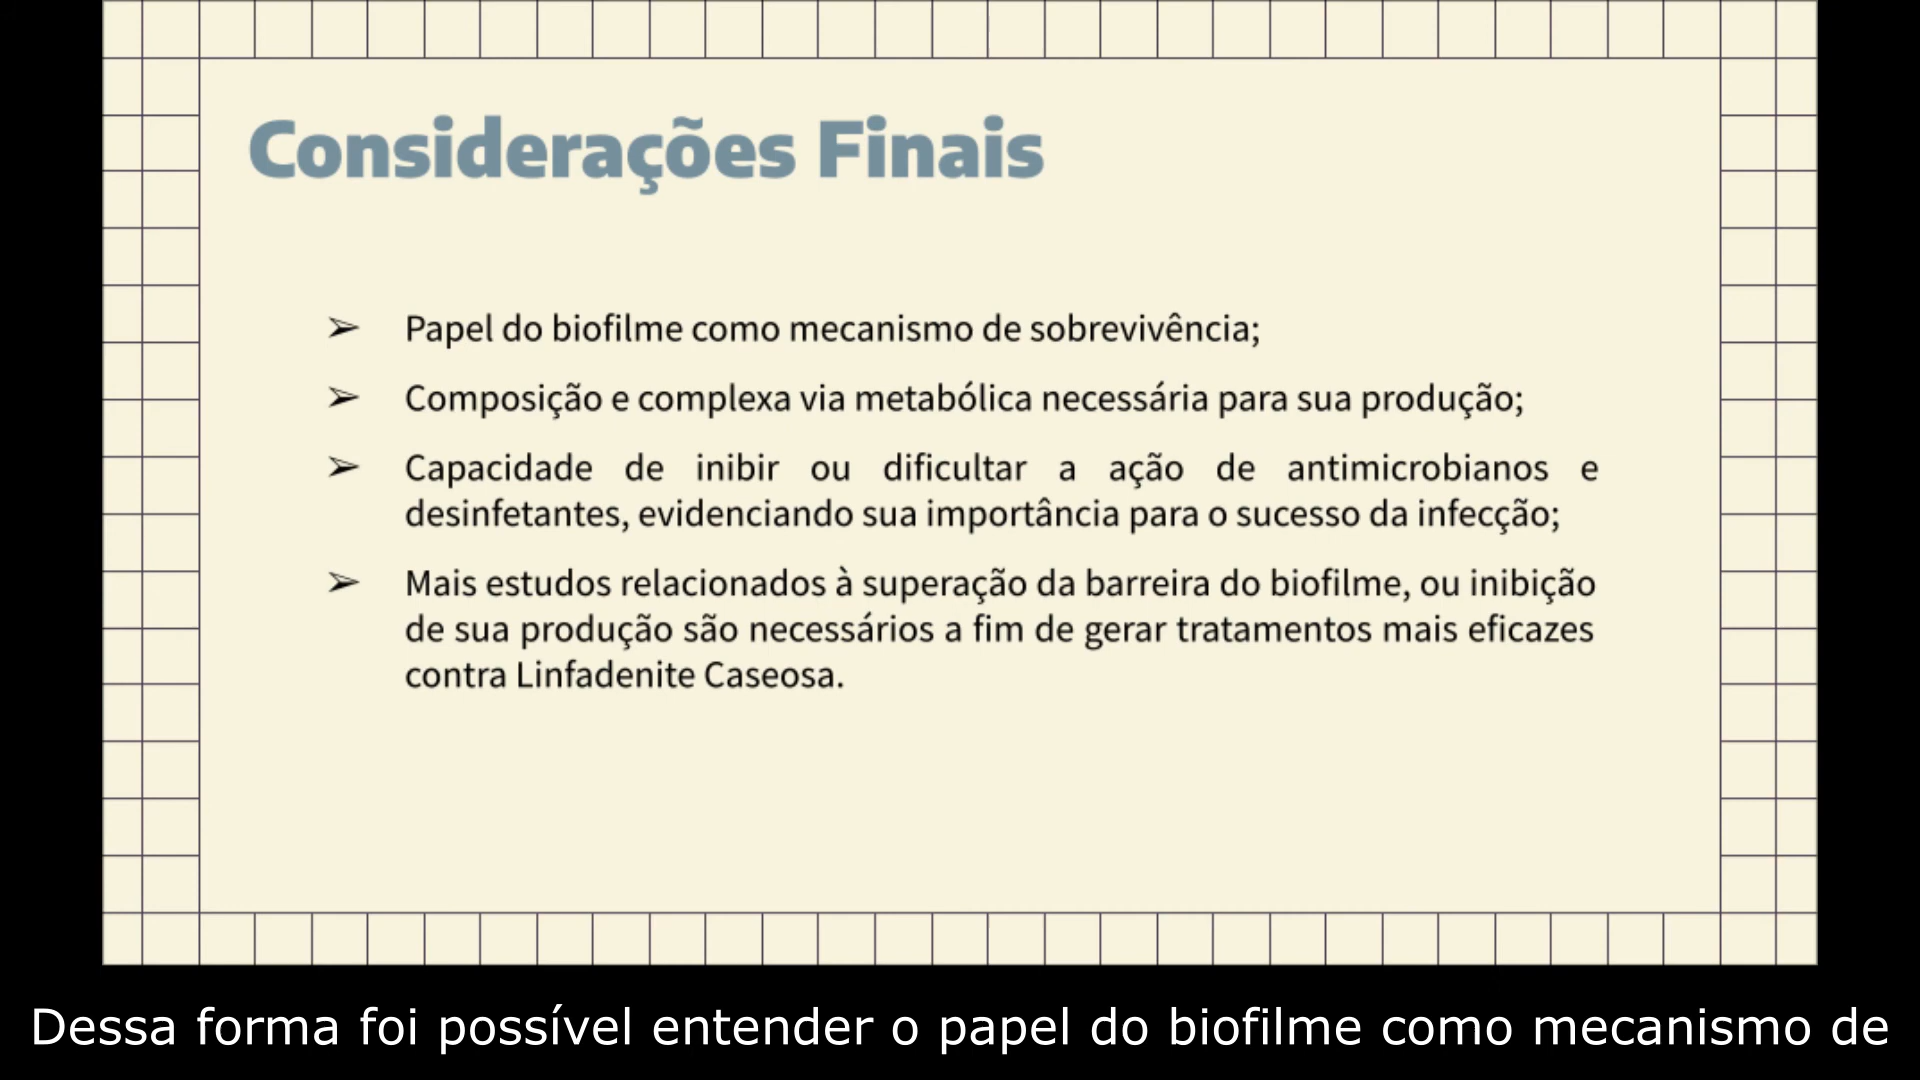 Considerações Finais
➢ Papel do biofilme como mecanismo de sobrevivência;
➢ Composição e complexa via metabólica necessária para sua produção;
➢ Capacidade de inibir ou dificultar a ação de antimicrobianos e
desinfetantes, evidenciando sua importância para o sucesso da infecção;
➢ Mais estudos relacionados à superação da barreira do biofilme, ou inibição
de sua produção são necessários a fim de gerar tratamentos mais eficazes
contra Linfadenite Caseosa.
Dessa forma foi possível entender o papel do biofilme como mecanismo de